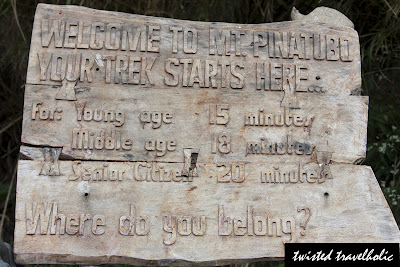 WELCOME TO MT. PINATUBO
YOUR TREK STARTS HERE...
For: Young age - 15 minutes
Middle age - 18 minutes
Senior Citizen - 20 minutes
Where do you belong?
twisted travelholic